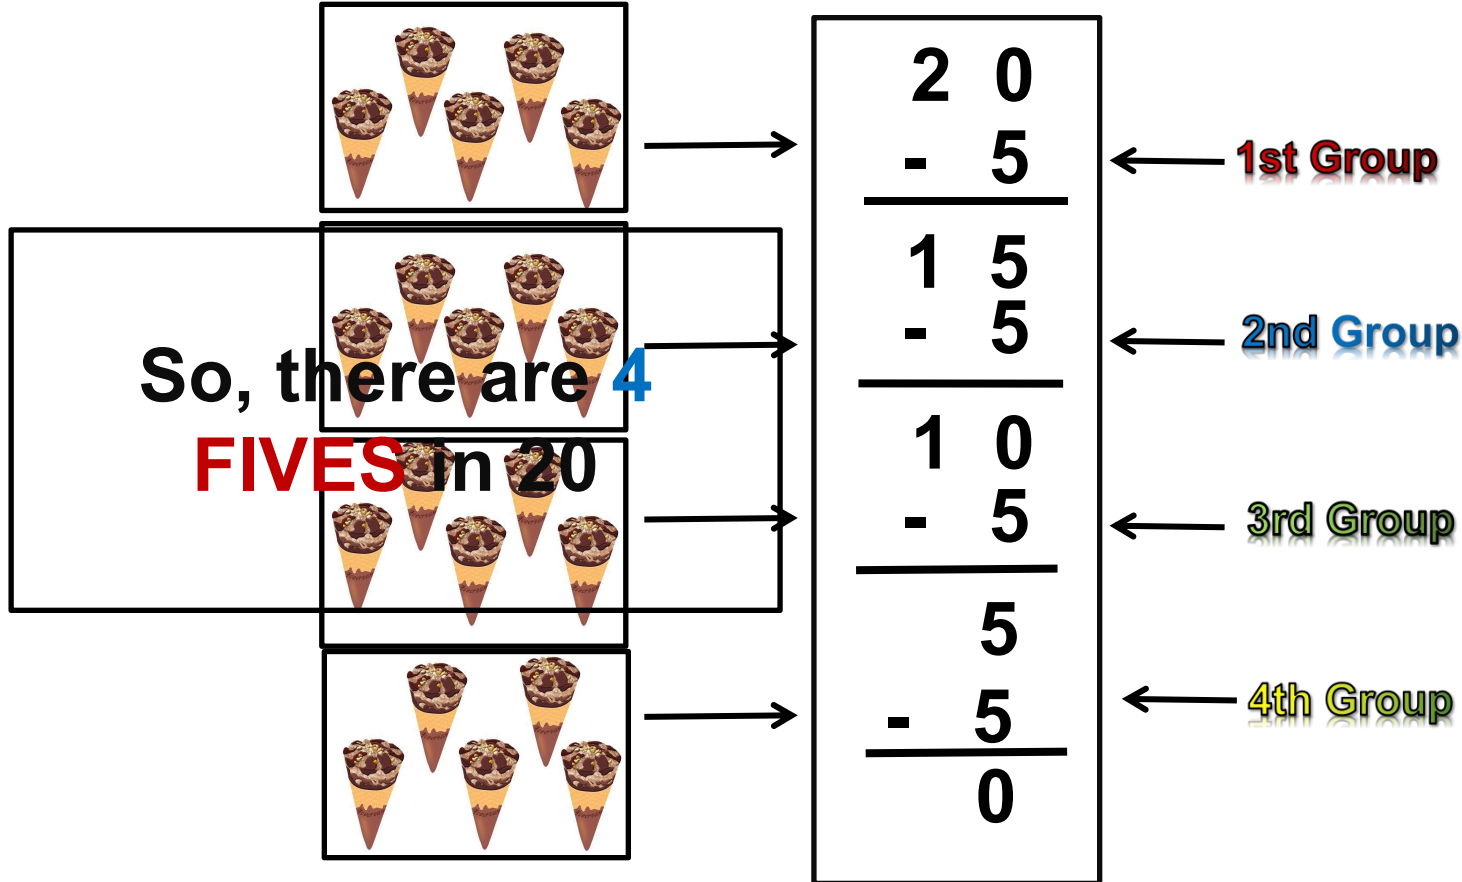 2 0
- 5
1st Group
1 5
- 5
2nd Group
So, there are 4
FIVES in 20
1 0
- 5
3rd Group
5
- 5
4th Group
0